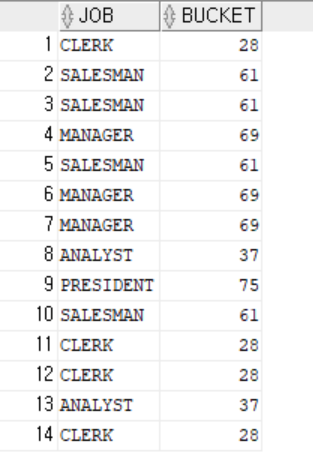 JOB BUCKET
1 CLERK 28
2 SALESMAN 61
3 SALESMAN 61
4 MANAGER 69
5 SALESMAN 61
6 MANAGER 69
7 MANAGER 69
8 ANALYST 37
9 PRESIDENT 75
10 SALESMAN 61
11 CLERK 28
12 CLERK 28
13 ANALYST 37
14 CLERK 28